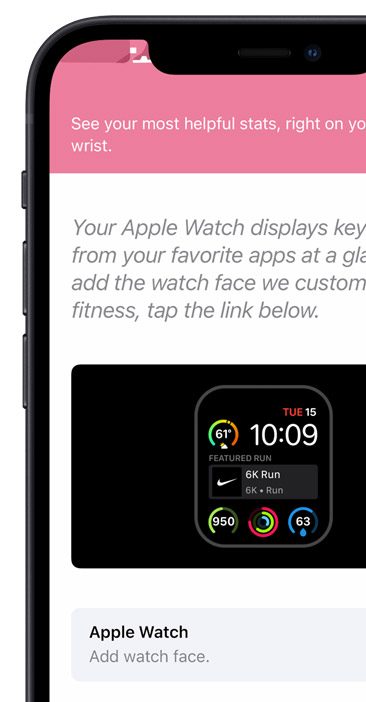 See your most helpful stats, right on yo
wrist.
Your Apple Watch displays key
from your favorite apps at a gla
add the watch face we custom
fitness, tap the link below.
TUE 15
61°
10:09
FEATURED RUN
6K Run
6K • Run
950
63
Apple Watch
Add watch face.